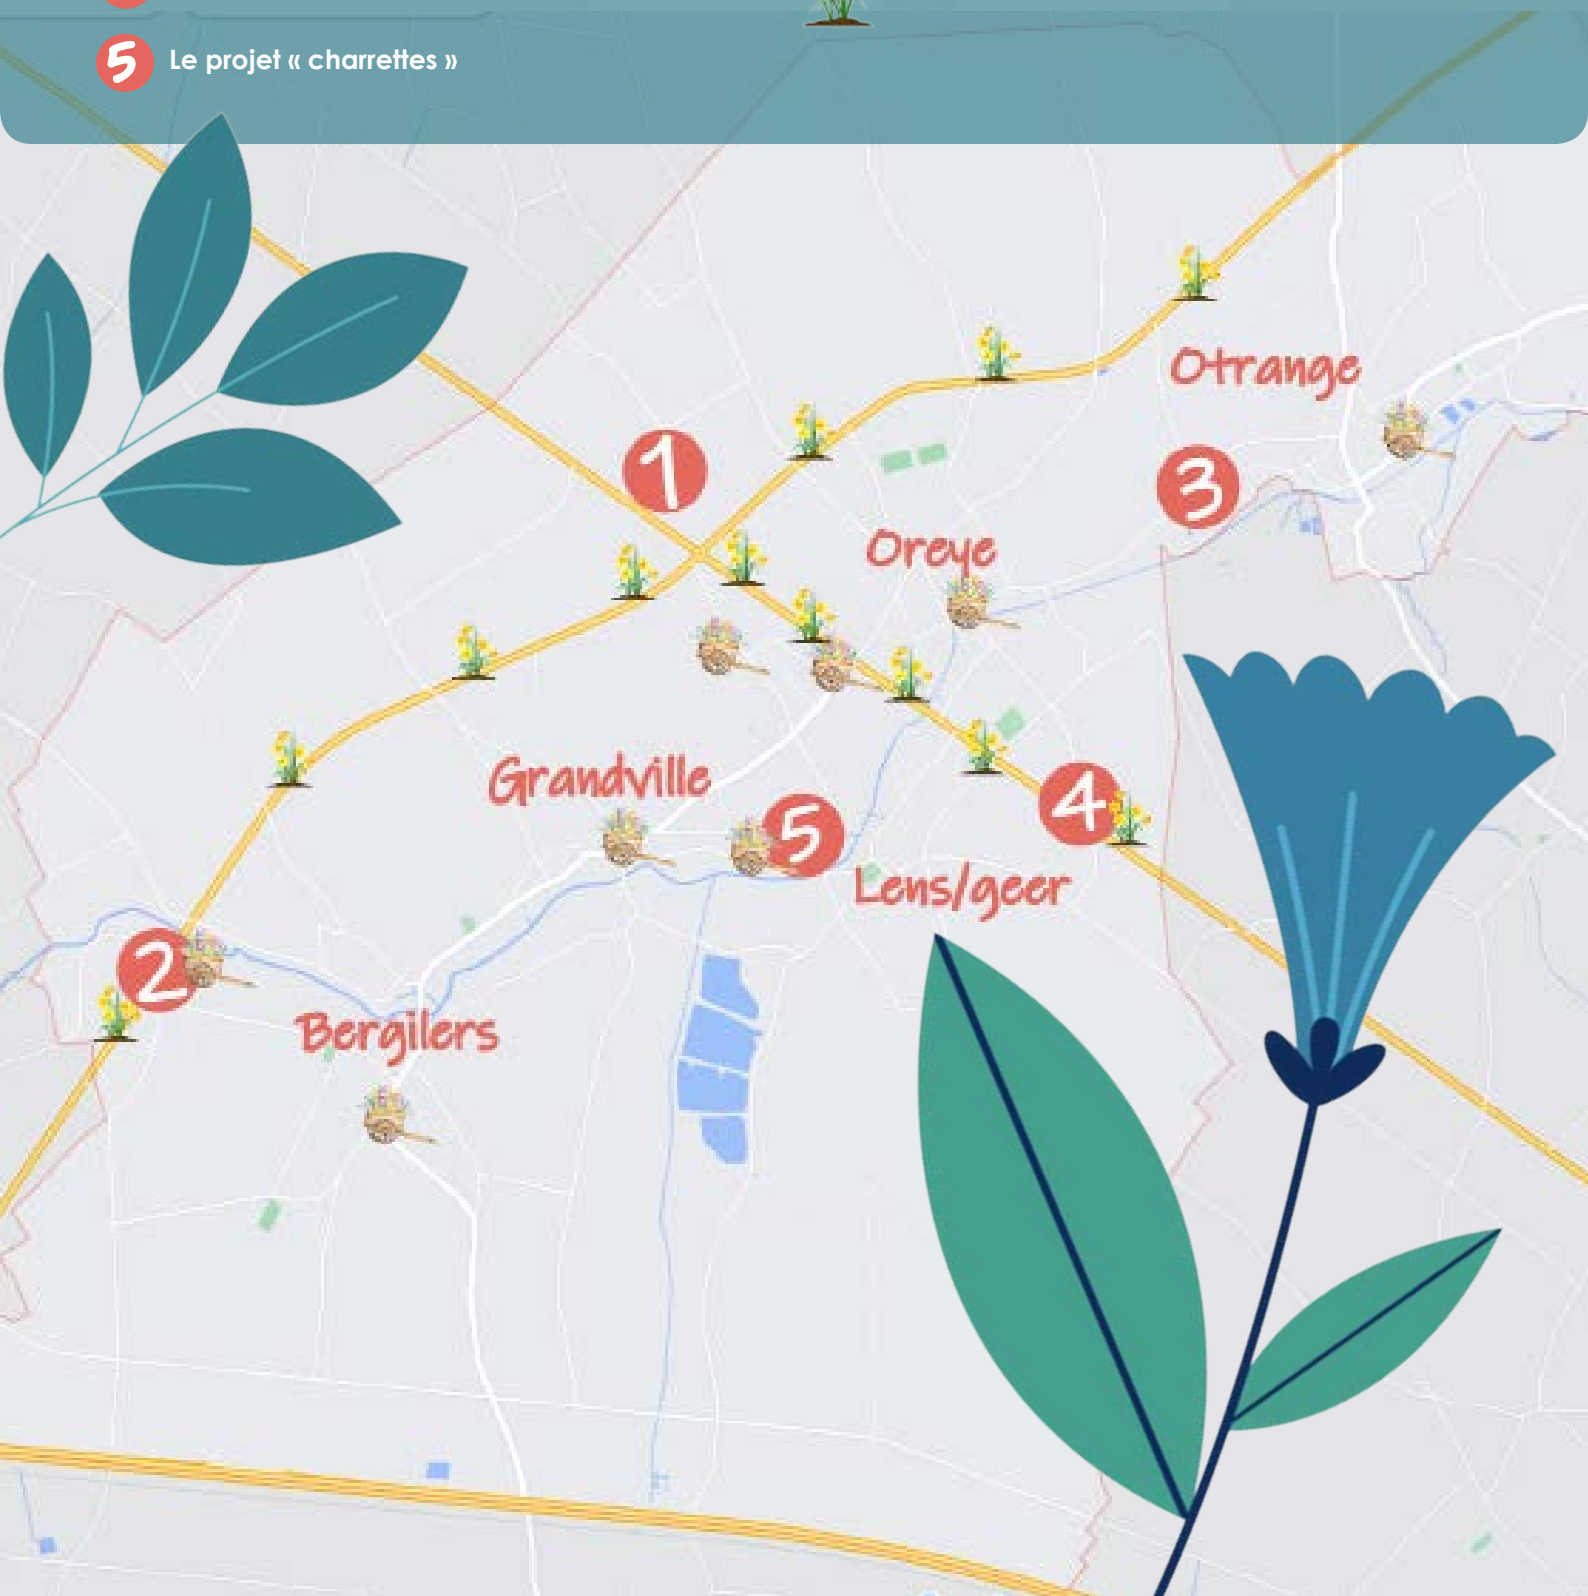 5 Le projet « charrettes »
Otrange
1
3
Oreye
Grandville
4
5
Lens/geer
2
Bergilers